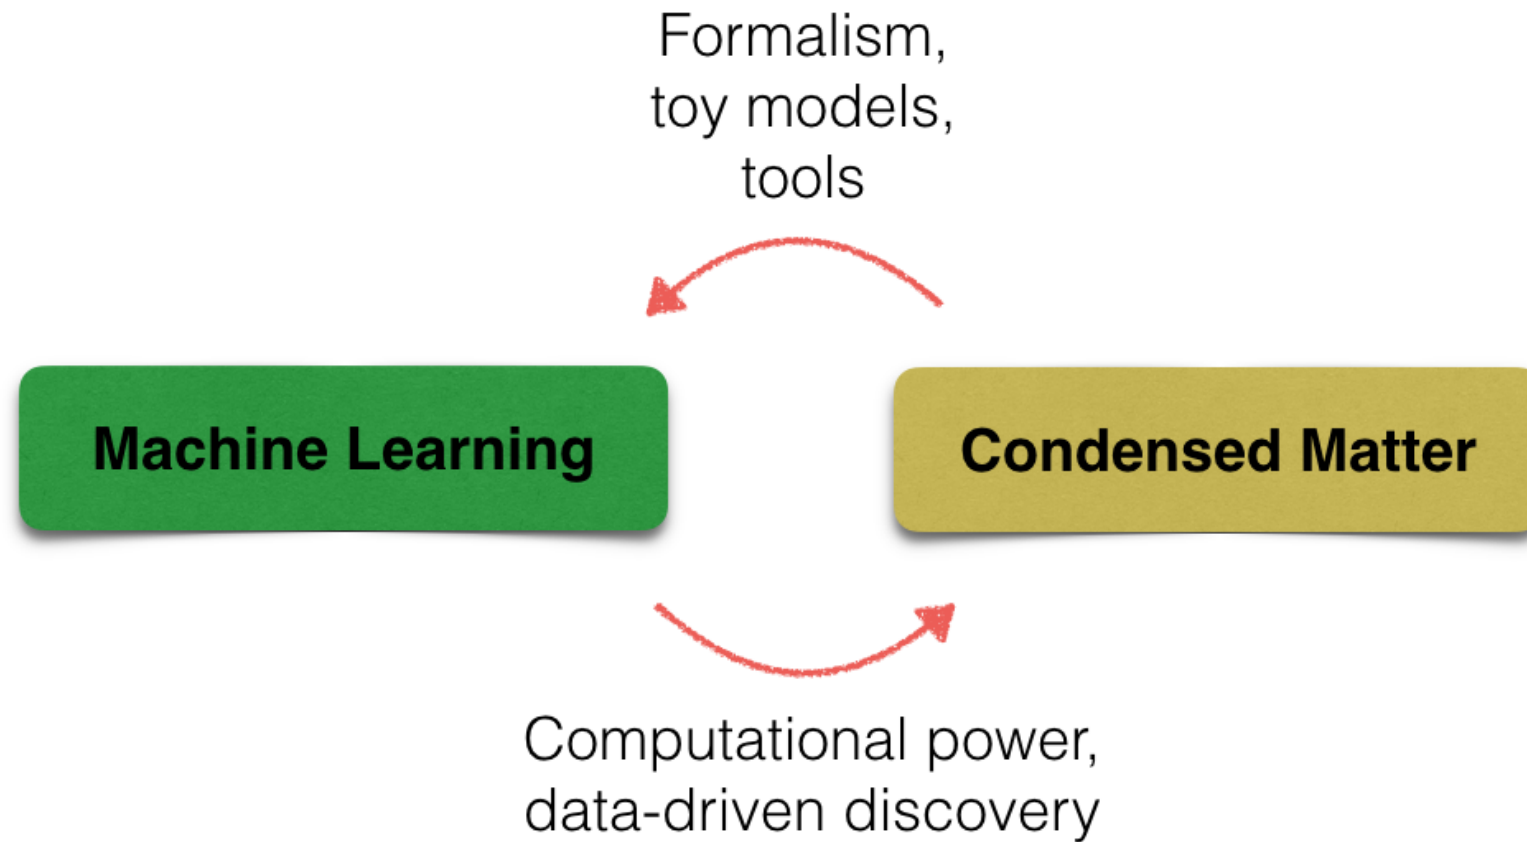 Formalism,
toy models,
tools
Machine Learning
Condensed Matter
Computational power,
data-driven discovery